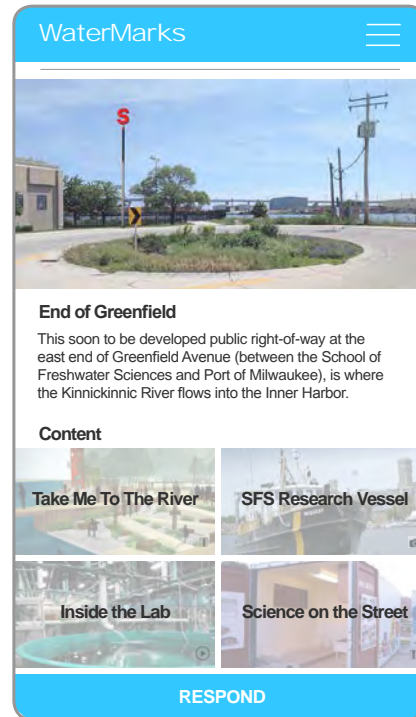 WaterMarks
S
End of Greenfield
This soon to be developed public right-of-way at the
east end of Greenfield Avenue (between the School of
Freshwater Sciences and Port of Milwaukee), is where
the Kinnickinnic River flows into the Inner Harbor.
Content
Take Me To The River
SFS Research Vessel
Inside the Lab
Science on the Street
RESPOND